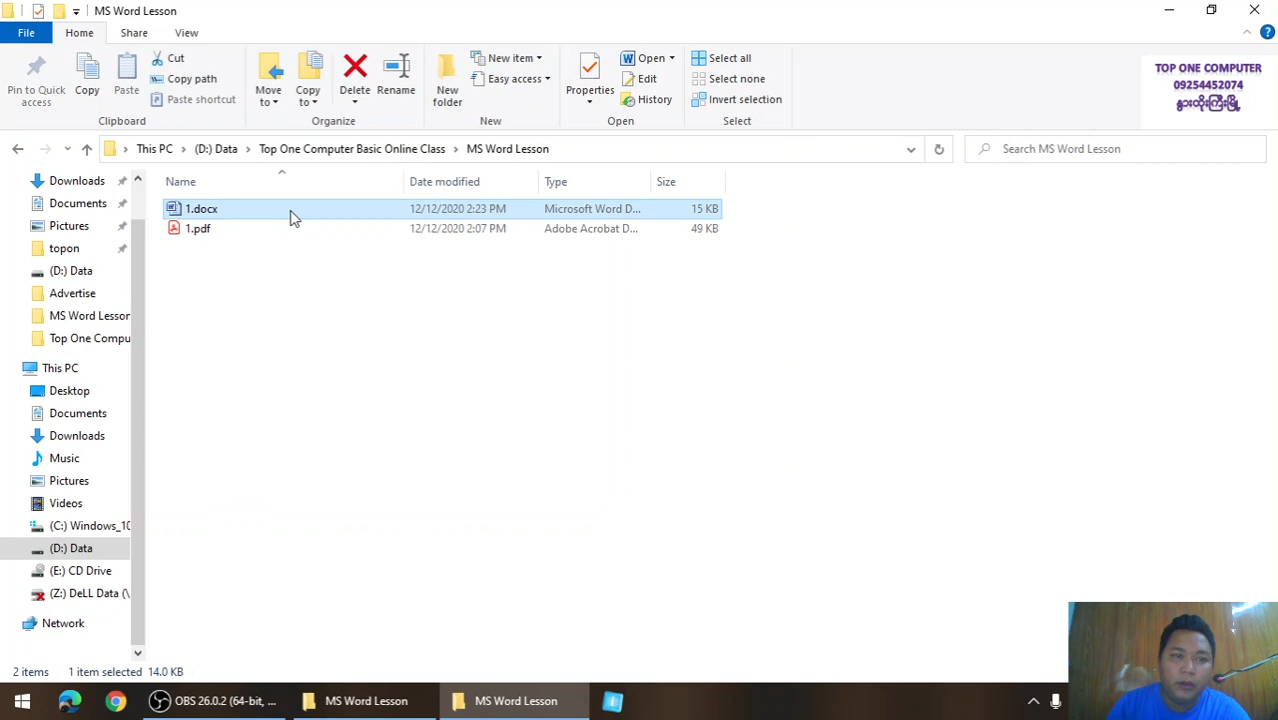 MS Word Lesson
File
Home
Share
View
Pin to Quick access
Copy
Paste
Cut
Copy path
Paste shortcut
Clipboard
Move to
Copy to
Delete
Rename
Organize
New folder
New item
Easy access
New
Properties
Open
Edit
History
Open
Select all
Select none
Invert selection
Select
TOP ONE COMPUTER
09254452074
နွားထိုးကြီးမြို့
This PC
(D:) Data
Top One Computer Basic Online Class
MS Word Lesson
Search MS Word Lesson
Name
Date modified
Type
Size
1.docx
12/12/2020 2:23 PM
Microsoft Word D...
15 KB
1.pdf
12/12/2020 2:07 PM
Adobe Acrobat D...
49 KB
Downloads
Documents
Pictures
topon
(D:) Data
Advertise
MS Word Lesson
Top One Compu
This PC
Desktop
Documents
Downloads
Music
Pictures
Videos
(C:) Windows_10
(D:) Data
(E:) CD Drive
(Z:) DeLL Data (\
Network
2 items
1 item selected 14.0 KB
OBS 26.0.2 (64-bit, ...
MS Word Lesson
MS Word Lesson